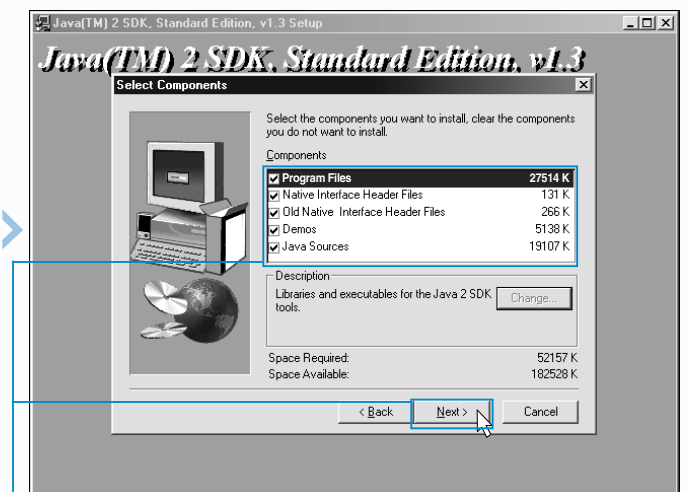 Java(TM) 2 SDK, Standard Edition, v1.3 Setup
Java(TM) 2 SDK, Standard Edition, v1.3
Select Components
Select the components you want to install, clear the components
you do not want to install.
Components
Program Files 27514 K
Native Interface Header Files 131 K
Old Native Interface Header Files 266 K
Demos 5138 K
Java Sources 19107 K
Description
Libraries and executables for the Java 2 SDK
tools.
Change...
Space Required: 52157 K
Space Available: 182528 K
< Back
Next >
Cancel